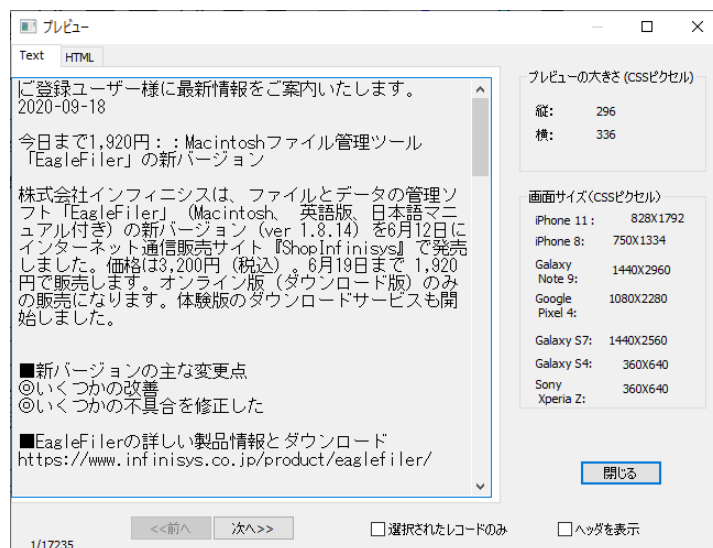 プレビュー
Text
HTML
ご登録ユーザー様に最新情報をご案内いたします。
2020-09-18
今日まで1,920円：：Macintoshファイル管理ツール
「EagleFiler」の新バージョン
株式会社インフィニシスは、ファイルとデータの管理ソ
フト「EagleFiler」（Macintosh、 英語版、日本語マニ
ュアル付き）の新バージョン（ver 1.8.14）を6月12日に
インターネット通信販売サイト『ShopInfinisys』で発売
しました。価格は3,200円（税込）。6月19日まで 1,920
円で販売します。オンライン版（ダウンロード版）のみ
の販売になります。体験版のダウンロードサービスも開
始しました。
■新バージョンの主な変更点
◎いくつかの改善
◎いくつかの不具合を修正した
■EagleFilerの詳しい製品情報とダウンロード
https://www.infinisys.co.jp/product/eaglefiler/
プレビューの大きさ(CSSピクセル)
縦: 296
横: 336
画面サイズ(CSSピクセル)
iPhone 11: 828X1792
iPhone 8: 750X1334
Galaxy
Note 9: 1440X2960
Google
Pixel 4: 1080X2280
Galaxy S7: 1440X2560
Galaxy S4: 360X640
Sony
Xperia Z: 360X640
閉じる
<<前へ
次へ>>
選択されたレコードのみ
ヘッダを表示
1/17235